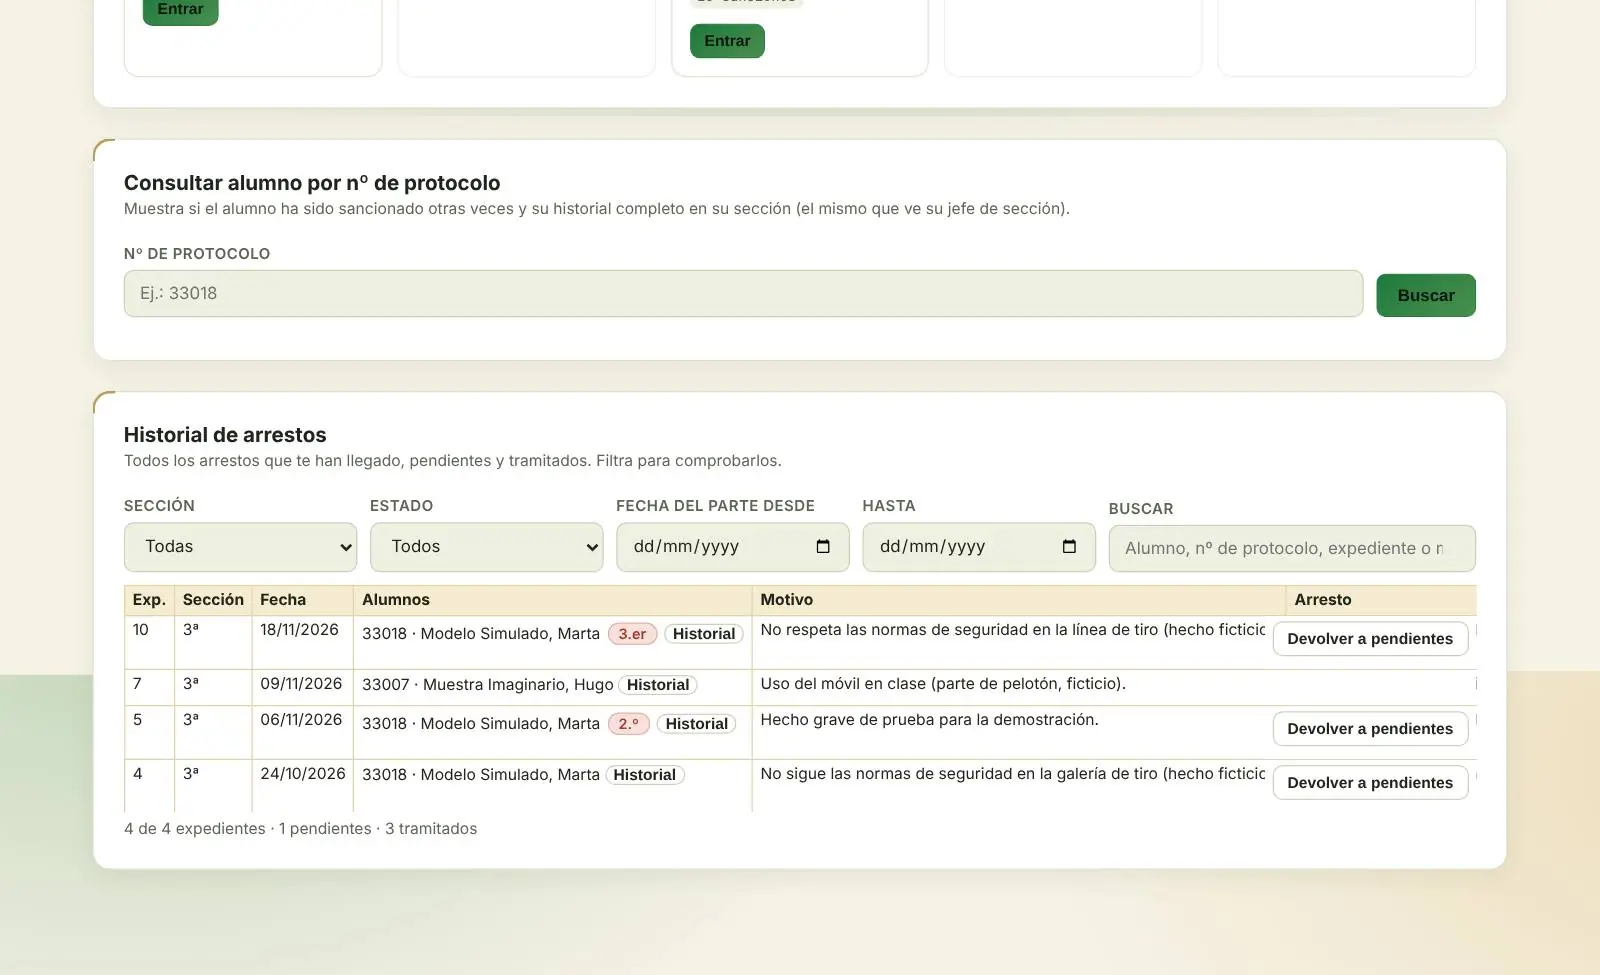 Entrar
Entrar
Consultar alumno por nº de protocolo
Muestra si el alumno ha sido sancionado otras veces y su historial completo en su sección (el mismo que ve su jefe de sección).
Nº DE PROTOCOLO
Ej.: 33018
Buscar
Historial de arrestos
Todos los arrestos que te han llegado, pendientes y tramitados. Filtra para comprobarlos.
SECCIÓN ESTADO FECHA DEL PARTE DESDE HASTA BUSCAR
Todas Todos dd/mm/yyyy dd/mm/yyyy Alumno, nº de protocolo, expediente o
Exp. Sección Fecha Alumnos Motivo Arresto
10 3ª 18/11/2026 33018 · Modelo Simulado, Marta 3.er Historial No respeta las normas de seguridad en la línea de tiro (hecho ficticio Devolver a pendientes
7 3ª 09/11/2026 33007 · Muestra Imaginario, Hugo Historial Uso del móvil en clase (parte de pelotón, ficticio).
5 3ª 06/11/2026 33018 · Modelo Simulado, Marta 2.º Historial Hecho grave de prueba para la demostración. Devolver a pendientes
4 3ª 24/10/2026 33018 · Modelo Simulado, Marta Historial No sigue las normas de seguridad en la galería de tiro (hecho ficticio Devolver a pendientes
4 de 4 expedientes · 1 pendientes · 3 tramitados